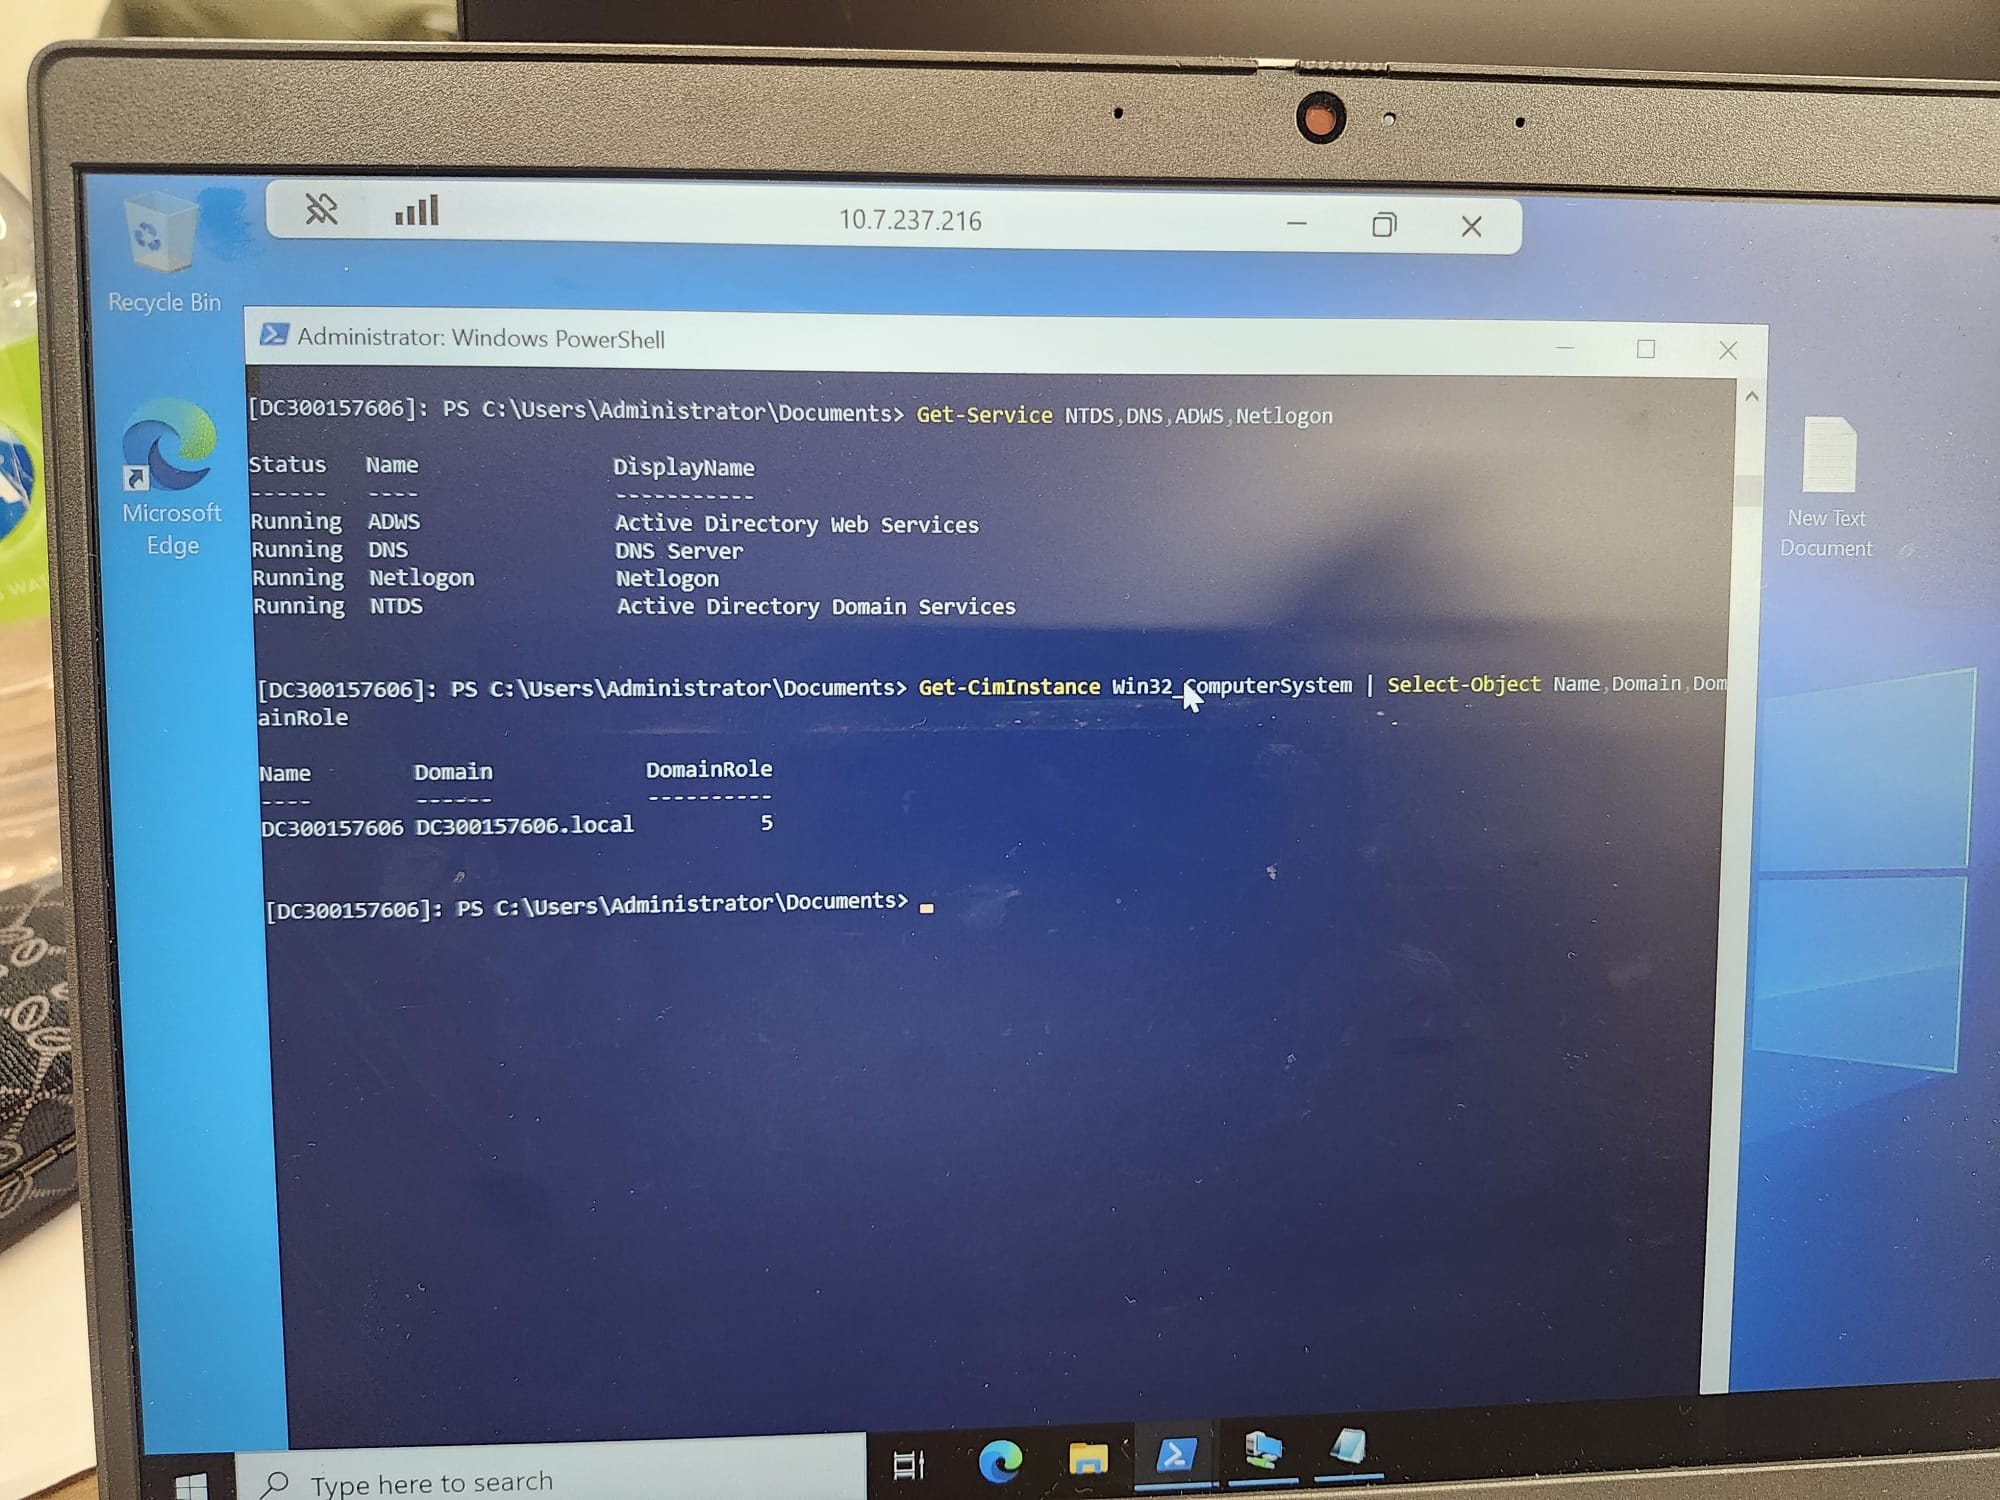 10.7.237.216
Recycle Bin
Administrator: Windows PowerShell
[DC300157606]: PS C:\Users\Administrator\Documents> Get-Service NTDS,DNS,ADWS,Netlogon
Status Name DisplayName
------ ---- -----------
Running ADWS Active Directory Web Services
Running DNS DNS Server
Running Netlogon Netlogon
Running NTDS Active Directory Domain Services
[DC300157606]: PS C:\Users\Administrator\Documents> Get-CimInstance Win32_ComputerSystem | Select-Object Name,Domain,Dom
ainRole
Name Domain DomainRole
---- ------ ----------
DC300157606 DC300157606.local 5
[DC300157606]: PS C:\Users\Administrator\Documents>
Microsoft
Edge
New Text
Document
Type here to search